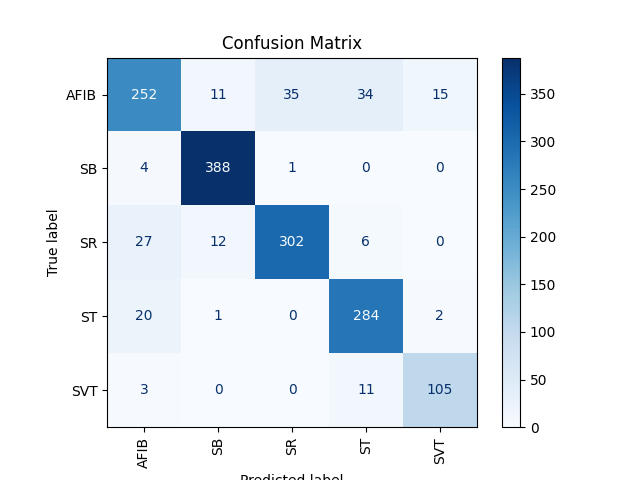 Confusion Matrix
AFIB 252 11 35 34 15
SB 4 388 1 0 0
SR 27 12 302 6 0
ST 20 1 0 284 2
SVT 3 0 0 11 105
AFIB SB SR ST SVT
Predicted label
True label
350
300
250
200
150
100
50
0